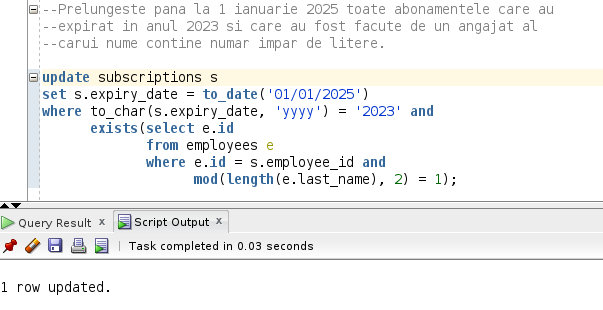 --Prelungeste pana la 1 ianuarie 2025 toate abonamentele care au
--expirat in anul 2023 si care au fost facute de un angajat al
--carui nume contine numar impar de litere.
update subscriptions s
set s.expiry_date = to_date('01/01/2025')
where to_char(s.expiry_date, 'yyyy') = '2023' and
exists(select e.id
from employees e
where e.id = s.employee_id and
mod(length(e.last_name), 2) = 1);
Query Result x Script Output x
Task completed in 0.03 seconds
1 row updated.